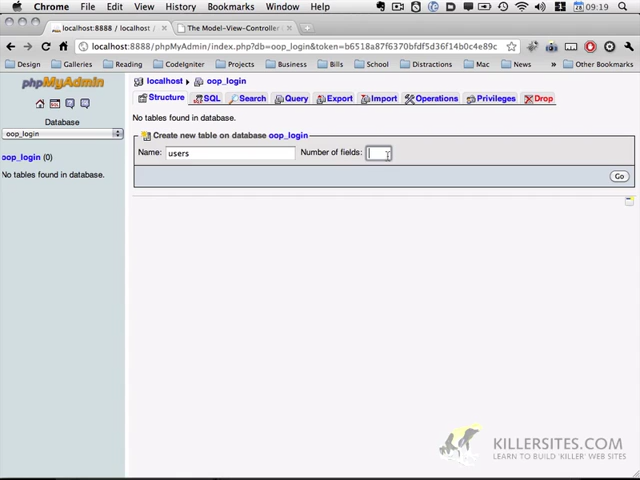 Chrome File Edit View History Bookmarks Window Help 09:19
localhost:8888 / localhost / The Model-View-Controller
localhost:8888/phpMyAdmin/index.php?db=oop_login&token=b6518a87f6370bfdf5d36f14b0c4e89c
Design Galleries Reading CodeIgniter Projects Business Bills School Distractions Mac News Other Bookmarks
phpMyAdmin
localhost oop_login
Structure SQL Search Query Export Import Operations Privileges Drop
Database
oop_login
oop_login (0)
No tables found in database.
No tables found in database.
Create new table on database oop_login
Name: users Number of fields:
Go
KILLERSITES.COM
LEARN TO BUILD 'KILLER' WEB SITES